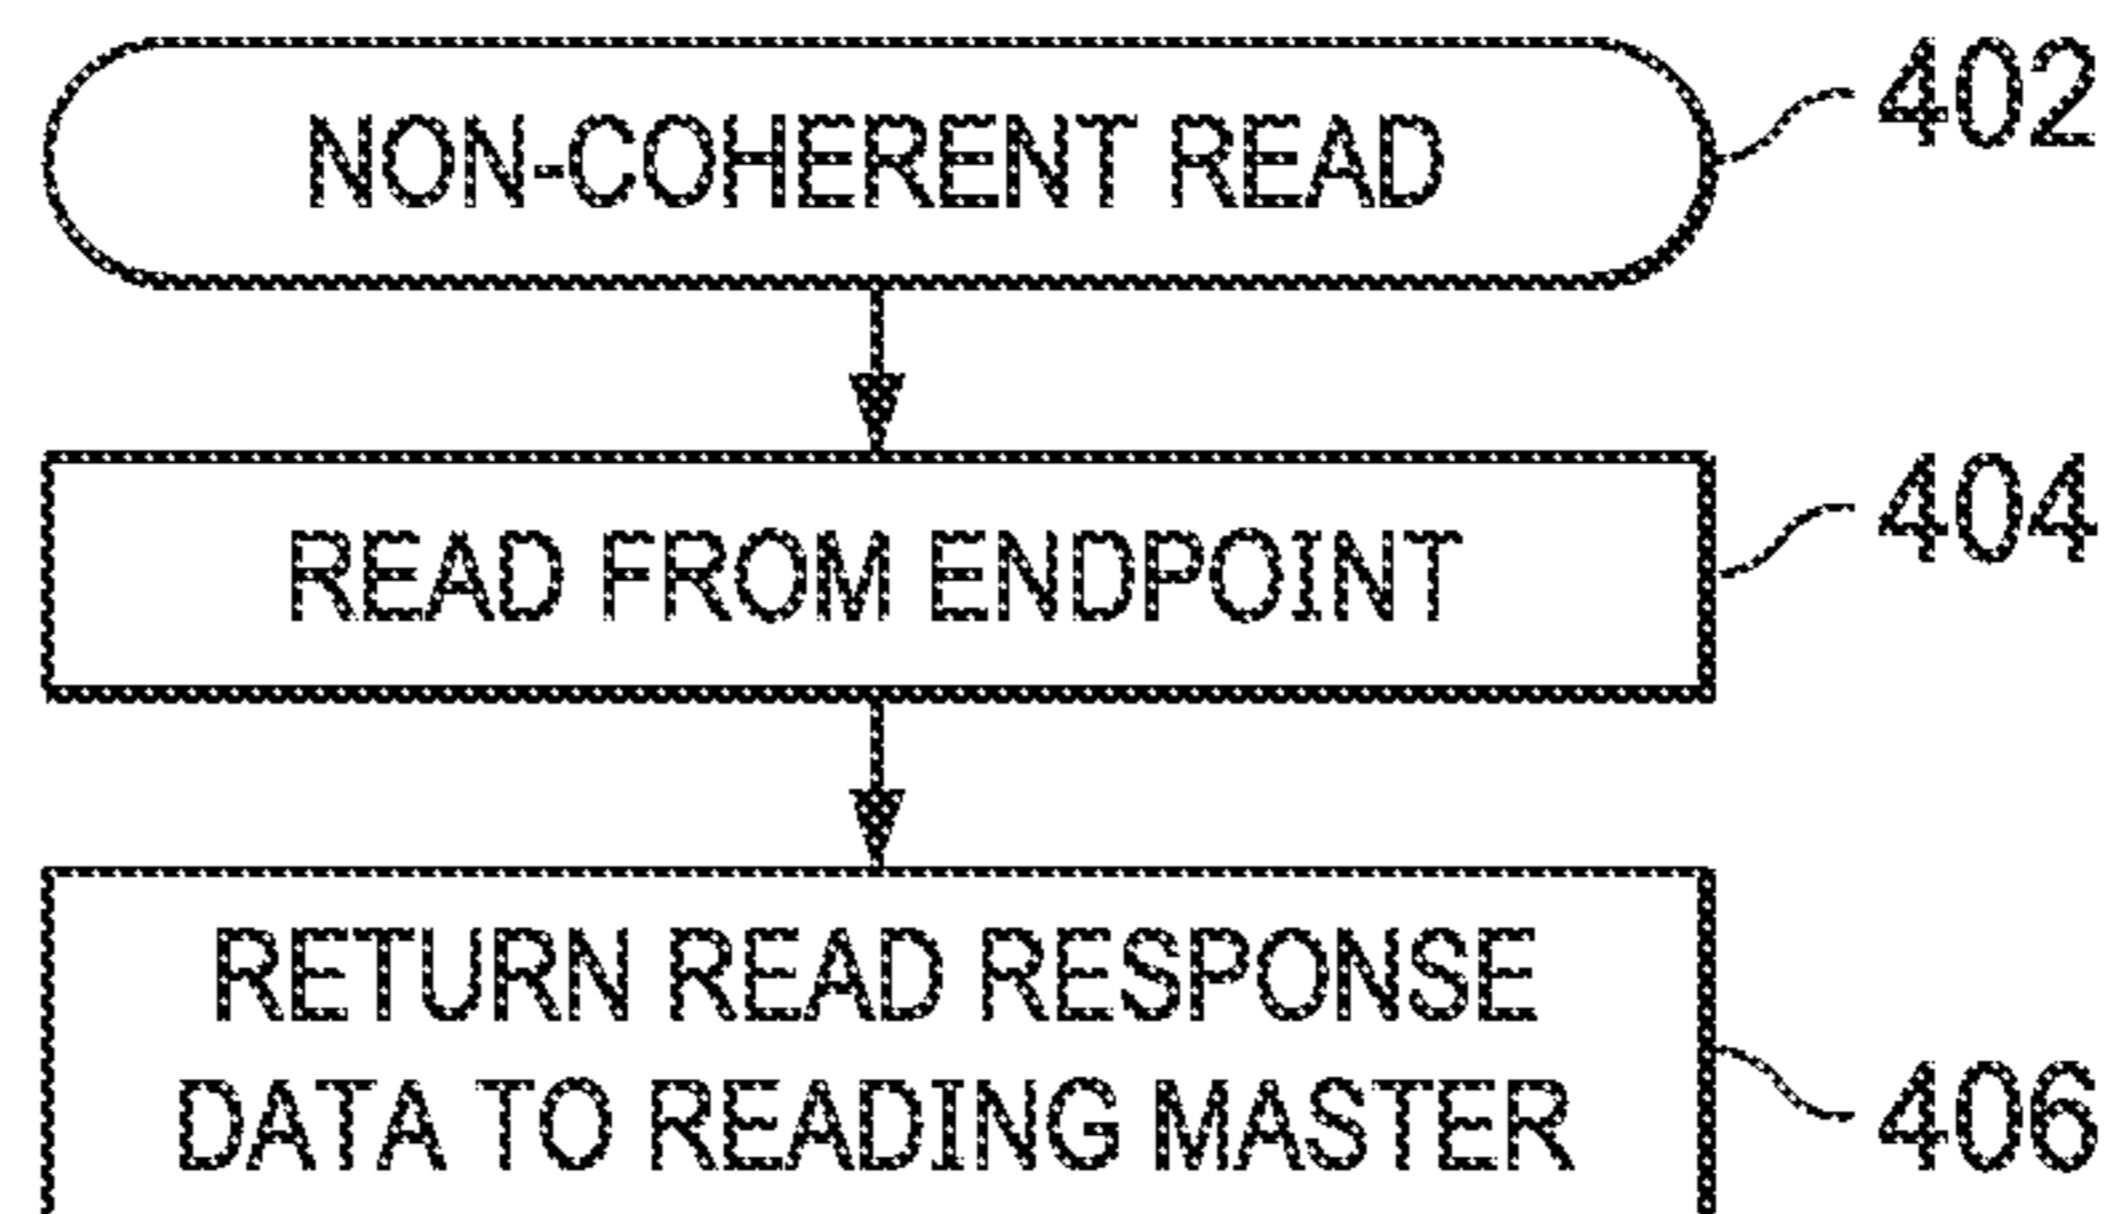 NON-COHERENT READ
402
READ FROM ENDPOINT
404
RETURN READ RESPONSE
DATA TO READING MASTER
406